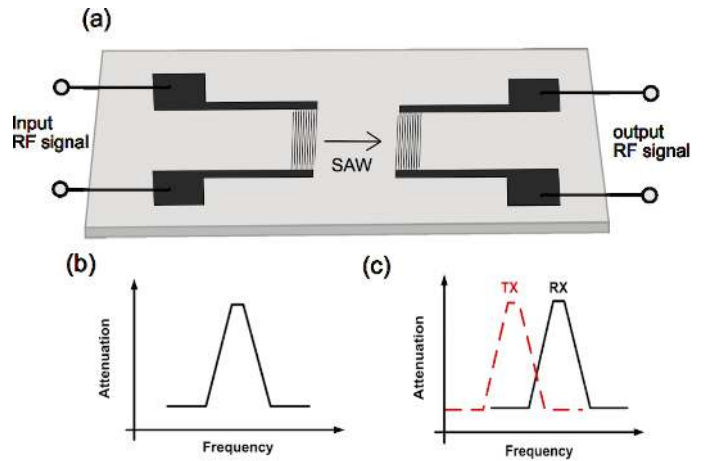 (a)
Input
RF signal
SAW
output
RF signal
(b)
Attenuation
Frequency
(c)
TX
RX
Attenuation
Frequency